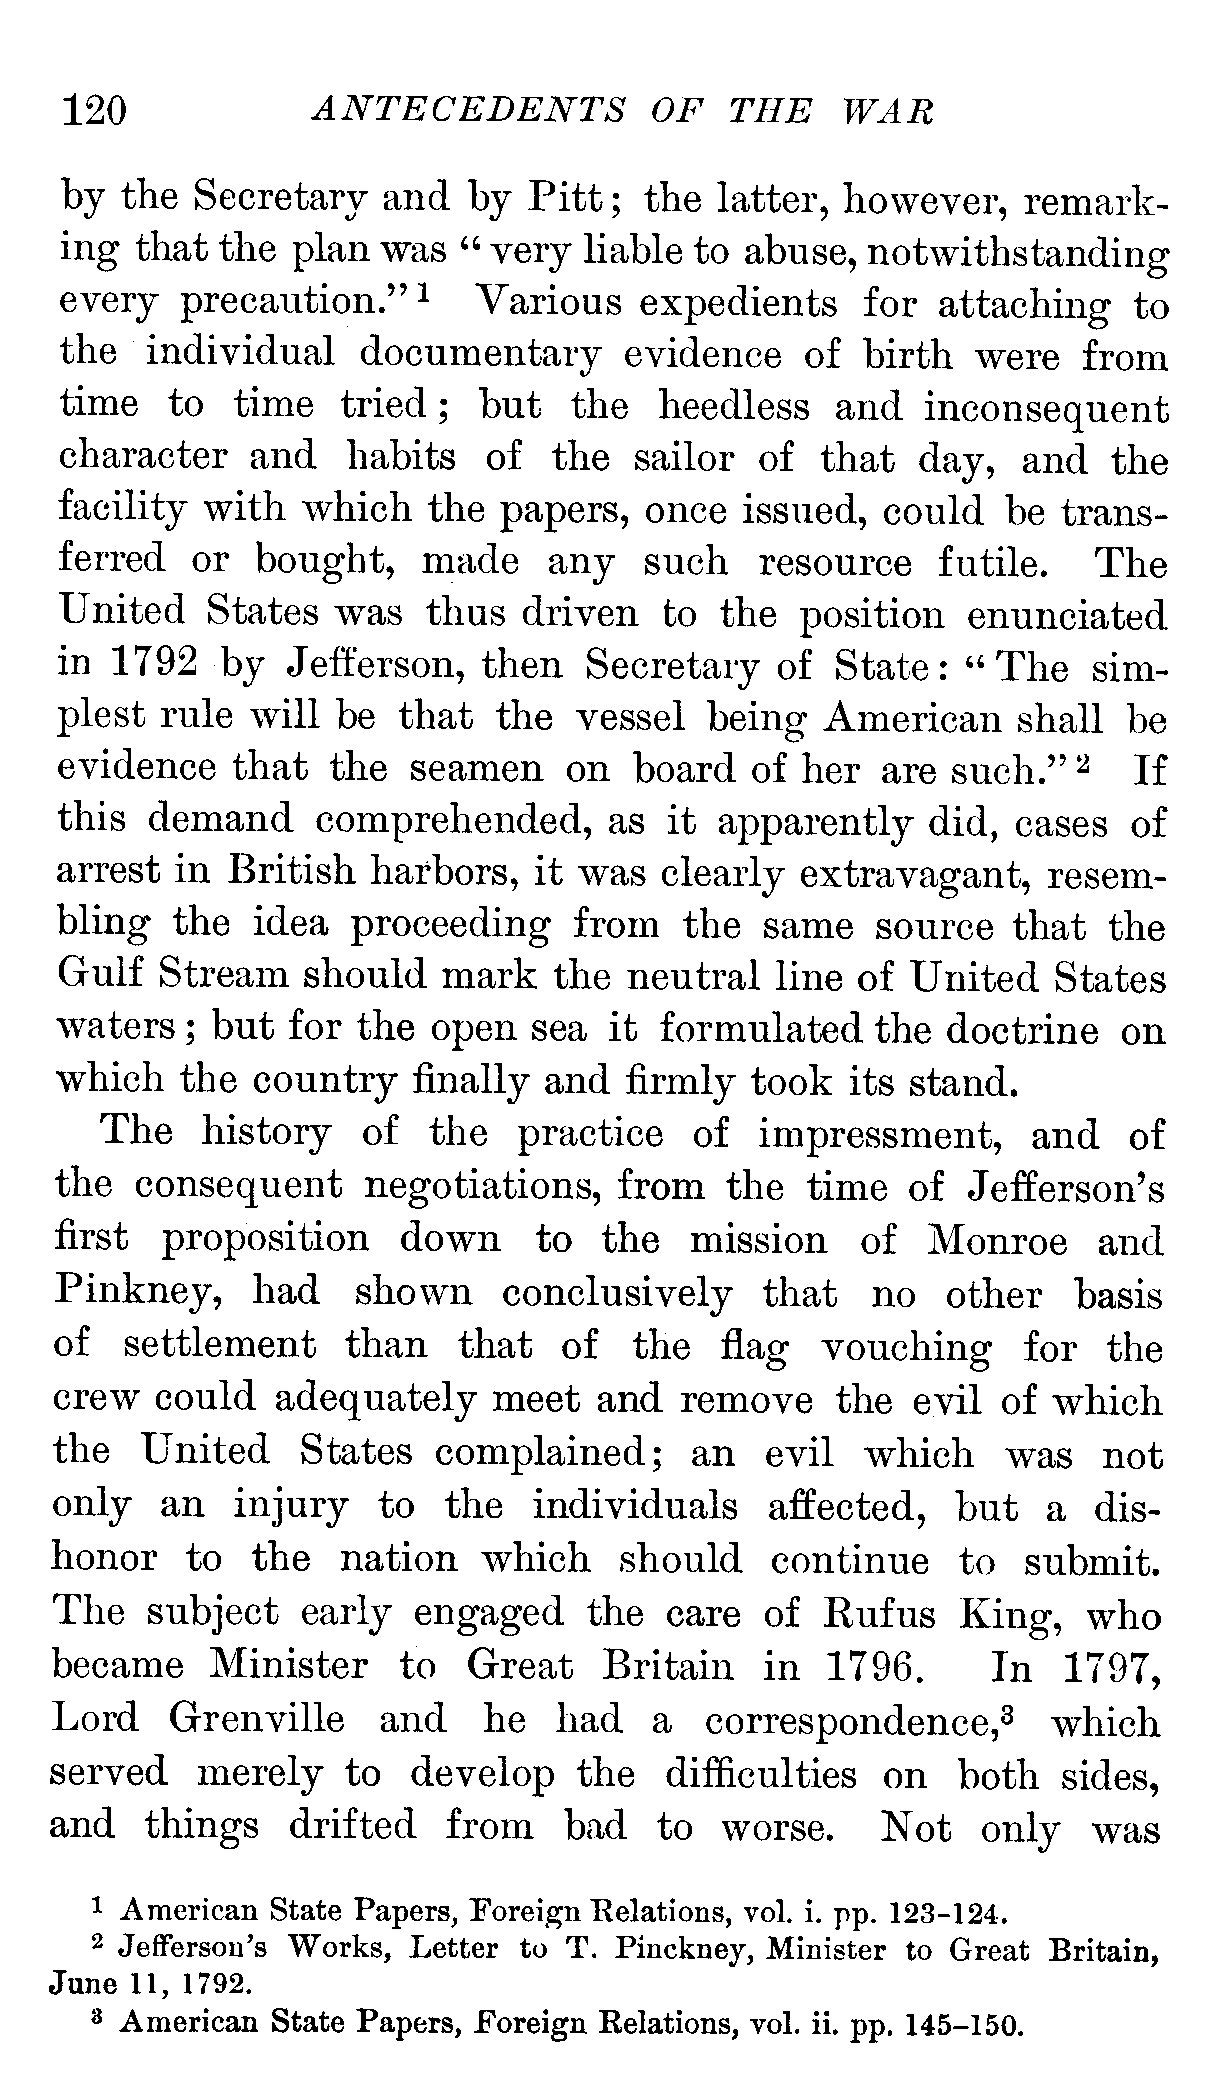 120 ANTECEDENTS OF THE WAR
by the Secretary and by Pitt; the latter, however, remark-
ing that the plan was “very liable to abuse, notwithstanding
every precaution.”¹ Various expedients for attaching to
the individual documentary evidence of birth were from
time to time tried; but the heedless and inconsequent
character and habits of the sailor of that day, and the
facility with which the papers, once issued, could be trans-
ferred or bought, made any such resource futile. The
United States was thus driven to the position enunciated
in 1792 by Jefferson, then Secretary of State: “The sim-
plest rule will be that the vessel being American shall be
evidence that the seamen on board of her are such.”² If
this demand comprehended, as it apparently did, cases of
arrest in British harbors, it was clearly extravagant, resem-
bling the idea proceeding from the same source that the
Gulf Stream should mark the neutral line of United States
waters; but for the open sea it formulated the doctrine on
which the country finally and firmly took its stand.
The history of the practice of impressment, and of
the consequent negotiations, from the time of Jefferson’s
first proposition down to the mission of Monroe and
Pinkney, had shown conclusively that no other basis
of settlement than that of the flag vouching for the
crew could adequately meet and remove the evil of which
the United States complained; an evil which was not
only an injury to the individuals affected, but a dis-
honor to the nation which should continue to submit.
The subject early engaged the care of Rufus King, who
became Minister to Great Britain in 1796. In 1797,
Lord Grenville and he had a correspondence,³ which
served merely to develop the difficulties on both sides,
and things drifted from bad to worse. Not only was
¹ American State Papers, Foreign Relations, vol. i. pp. 123–124.
² Jefferson’s Works, Letter to T. Pinckney, Minister to Great Britain,
June 11, 1792.
³ American State Papers, Foreign Relations, vol. ii. pp. 145–150.